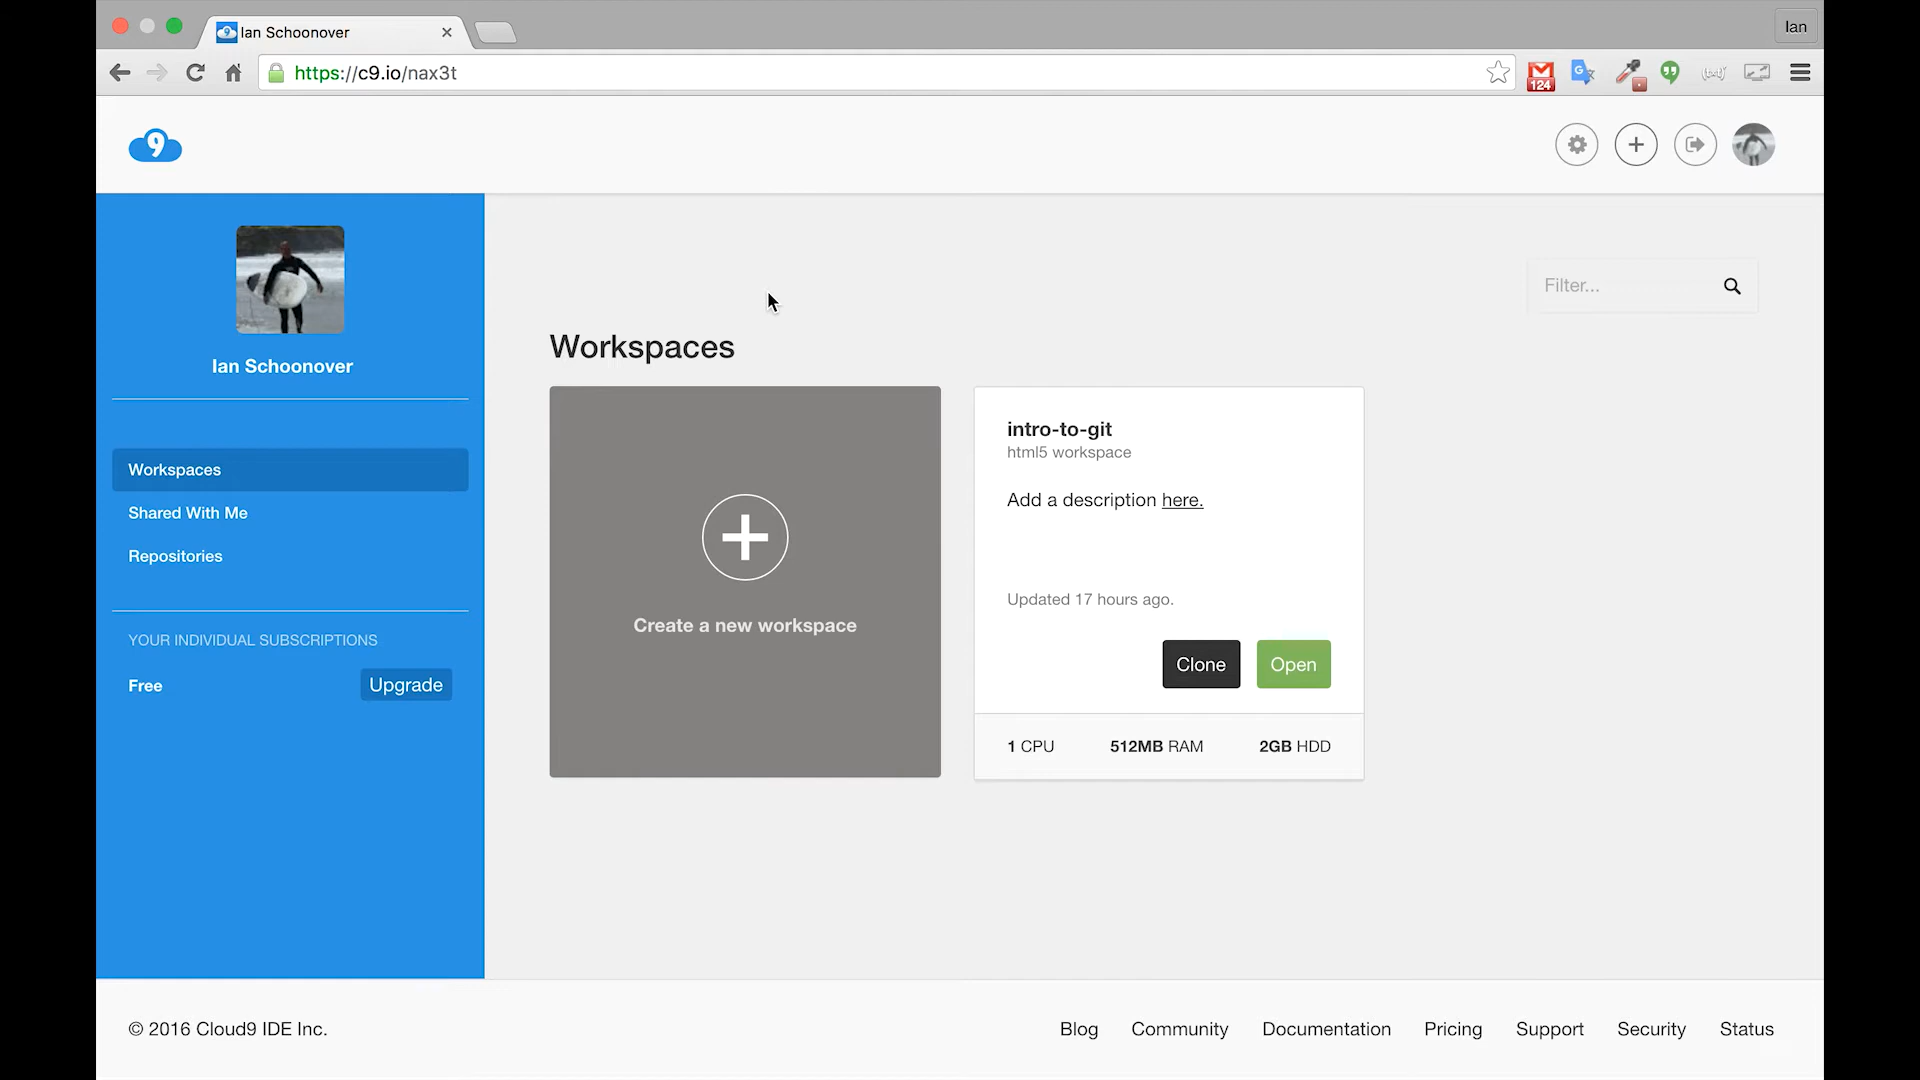 Ian Schoonover
Ian
https://c9.io/nax3t
124
9
Ian Schoonover
Workspaces
Shared With Me
Repositories
YOUR INDIVIDUAL SUBSCRIPTIONS
Free
Upgrade
Filter...
Workspaces
Create a new workspace
intro-to-git
html5 workspace
Add a description here.
Updated 17 hours ago.
Clone
Open
1 CPU
512MB RAM
2GB HDD
© 2016 Cloud9 IDE Inc.
Blog
Community
Documentation
Pricing
Support
Security
Status